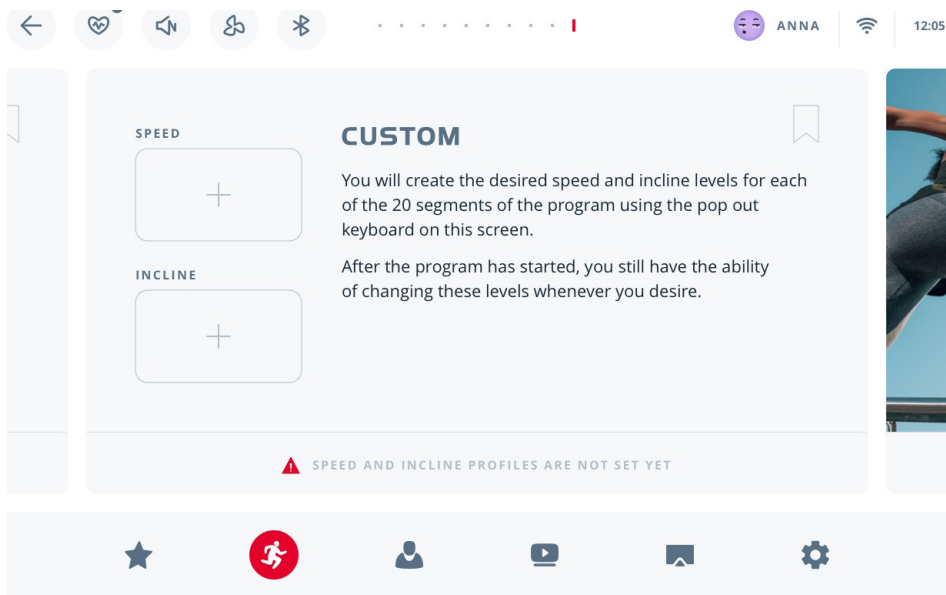 ANNA
12:05
SPEED
CUSTOM
You will create the desired speed and incline levels for each
of the 20 segments of the program using the pop out
keyboard on this screen.
INCLINE
After the program has started, you still have the ability
of changing these levels whenever you desire.
SPEED AND INCLINE PROFILES ARE NOT SET YET